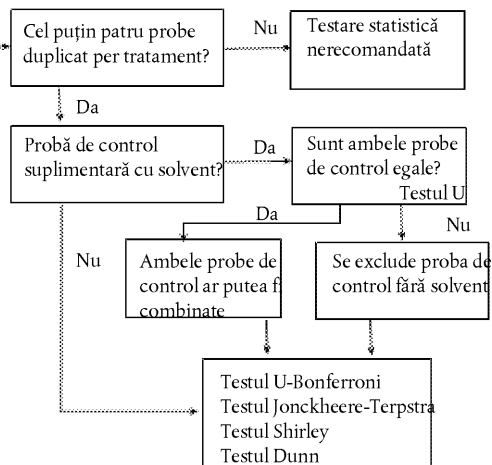 Cel puțin patru probe
duplicat per tratament?
Nu
Testare statistică
nerecomandată
Da
Probă de control
suplimentară cu solvent?
Da
Sunt ambele probe
de control egale?
Testul U
Da
Nu
Nu
Ambele probe de
control ar putea fi
combinate
Se exclude proba de
control fără solvent
Testul U-Bonferroni
Testul Jonckheere-Terpstra
Testul Shirley
Testul Dunn